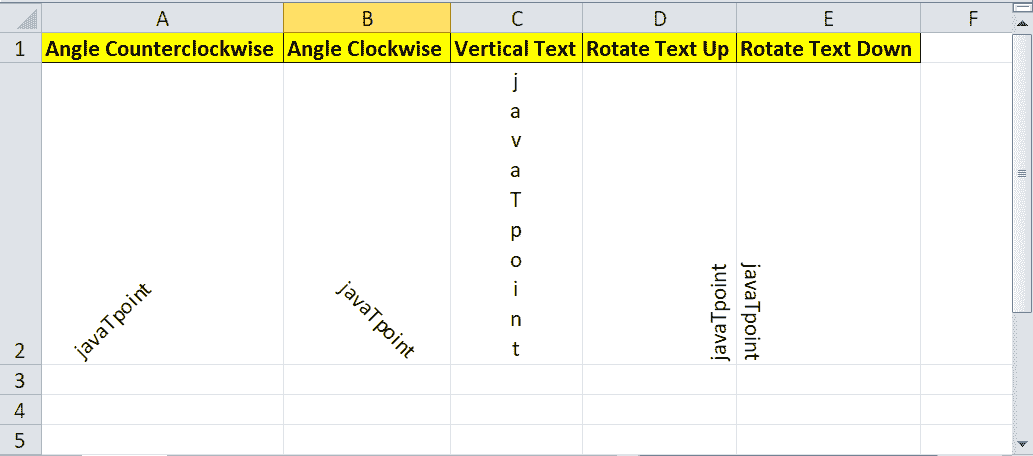 A B C D E F
1 Angle Counterclockwise Angle Clockwise Vertical Text Rotate Text Up Rotate Text Down
2 javaTpoint javaTpoint javaTpoint javaTpoint javaTpoint
3
4
5